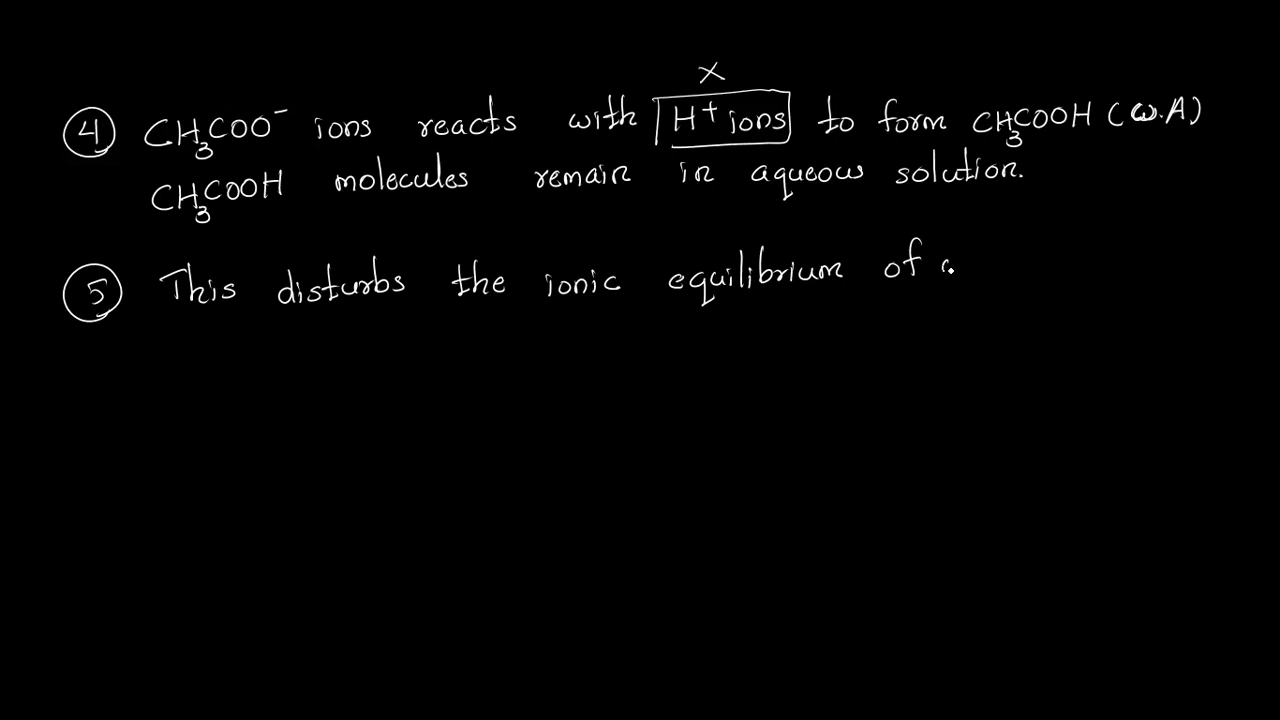 X
④ CH₃COO⁻ ions reacts with H⁺ ions to form CH₃COOH (W.A)
CH₃COOH molecules remain in aqueous solution.
⑤ This disturbs the ionic equilibrium of